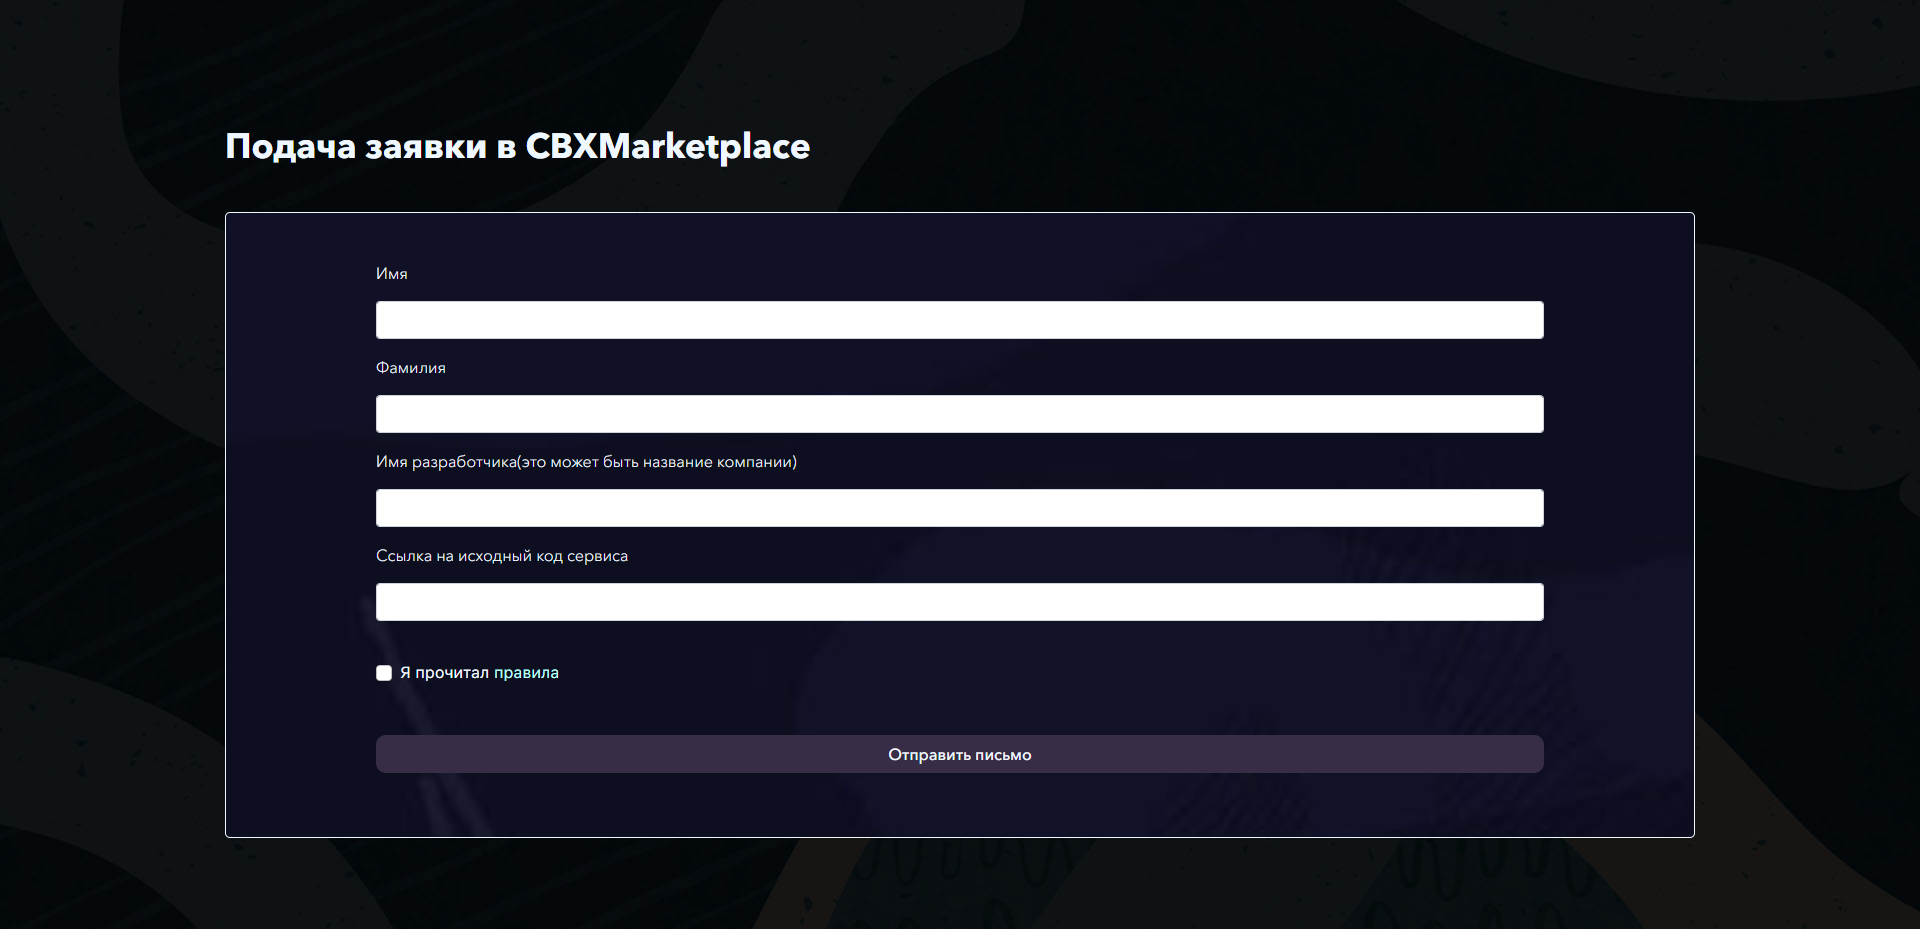 Подача заявки в CBXMarketplace
Имя
Фамилия
Имя разработчика(это может быть название компании)
Ссылка на исходный код сервиса
Я прочитал правила
Отправить письмо